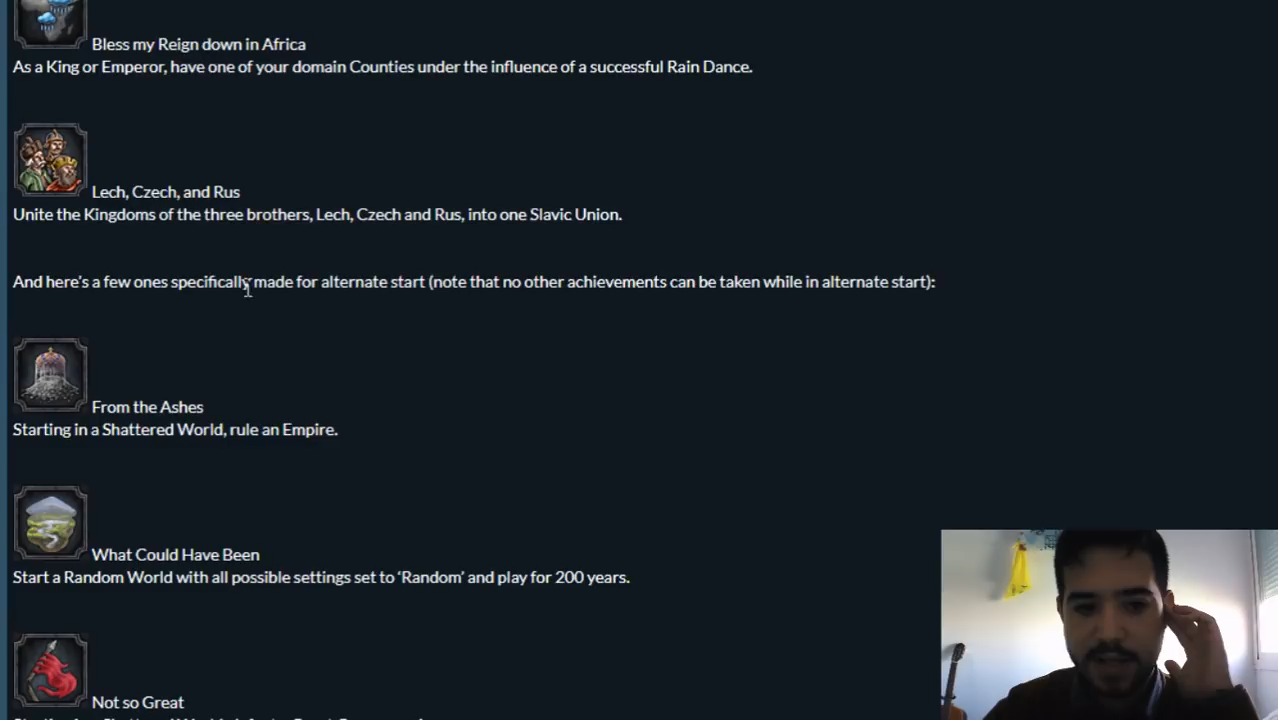 Bless my Reign down in Africa
As a King or Emperor, have one of your domain Counties under the influence of a successful Rain Dance.
Lech, Czech, and Rus
Unite the Kingdoms of the three brothers, Lech, Czech and Rus, into one Slavic Union.
And here's a few ones specifically made for alternate start (note that no other achievements can be taken while in alternate start):
From the Ashes
Starting in a Shattered World, rule an Empire.
What Could Have Been
Start a Random World with all possible settings set to ‘Random’ and play for 200 years.
Not so Great